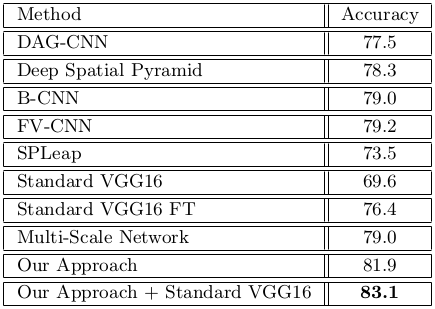 Method Accuracy
DAG-CNN 77.5
Deep Spatial Pyramid 78.3
B-CNN 79.0
FV-CNN 79.2
SPLeap 73.5
Standard VGG16 69.6
Standard VGG16 FT 76.4
Multi-Scale Network 79.0
Our Approach 81.9
Our Approach + Standard VGG16 83.1